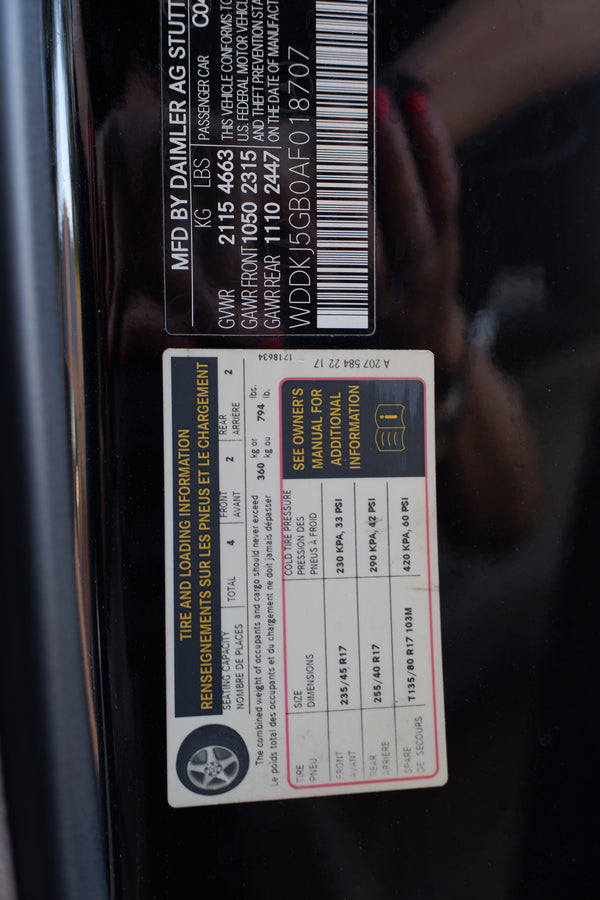 MFD BY DAIMLER AG STUTT
KG LBS PASSENGER CAR
GVWR 2115 4663 THIS VEHICLE CONFORMS TO
U.S. FEDERAL MOTOR VEHIC
GAWR FRONT 1050 2315 AND THEFT PREVENTION STA
GAWR REAR 1110 2447 ON THE DATE OF MANUFACT
WDDKJ5GB0AF018707
TIRE AND LOADING INFORMATION
RENSEIGNEMENTS SUR LES PNEUS ET LE CHARGEMENT
SEATING CAPACITY TOTAL 4 FRONT 2 REAR 2
NOMBRE DE PLACES AVANT ARRIÈRE
The combined weight of occupants and cargo should never exceed 360 kg or 794 lbs.
Le poids total des occupants et du chargement ne doit jamais dépasser kg ou lb.
1718634
A 207 584 22 17
TIRE SIZE COLD TIRE PRESSURE
PNEU DIMENSIONS PRESSION DES
PNEUS À FROID
FRONT 235/45 R17 230 KPA, 33 PSI
AVANT
REAR 255/40 R17 290 KPA, 42 PSI
ARRIÈRE
SPARE T135/80 R17 103M 420 KPA, 60 PSI
DE SECOURS
SEE OWNER'S
MANUAL FOR
ADDITIONAL
INFORMATION